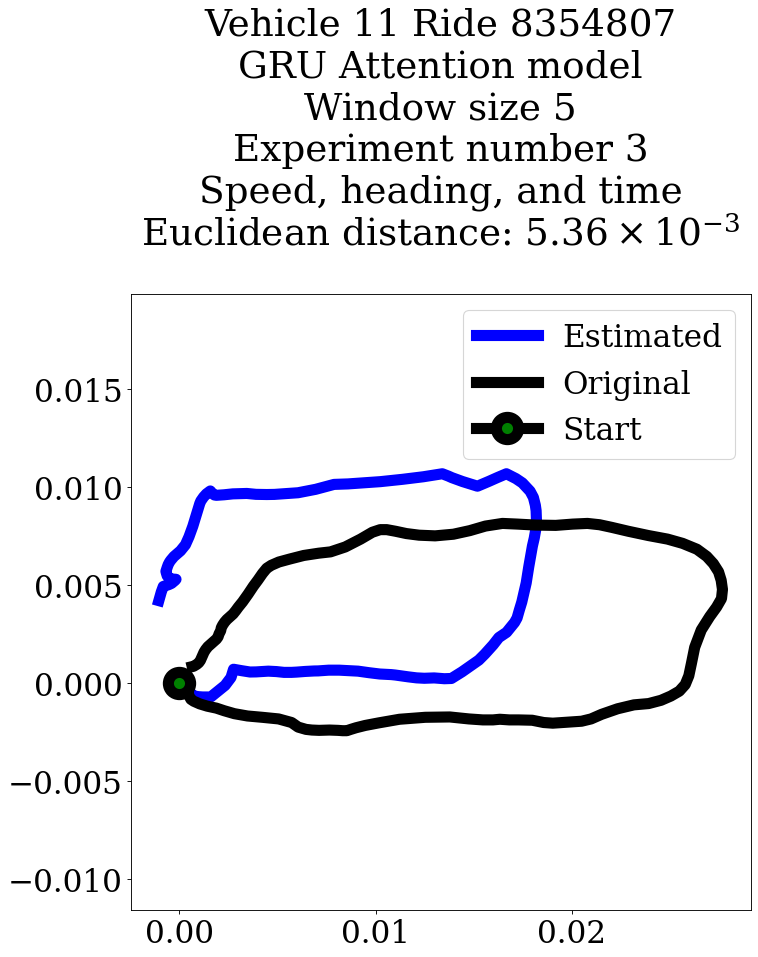 Vehicle 11 Ride 8354807
GRU Attention model
Window size 5
Experiment number 3
Speed, heading, and time
Euclidean distance: 5.36 × 10⁻³
Estimated
Original
Start
0.015
0.010
0.005
0.000
−0.005
−0.010
0.00
0.01
0.02